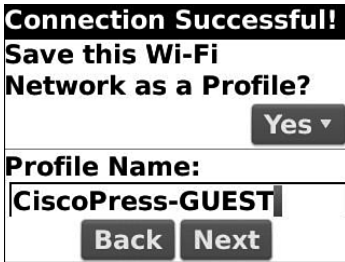 Connection Successful!
Save this Wi-Fi
Network as a Profile?
Yes
Profile Name:
CiscoPress-GUEST
Back Next